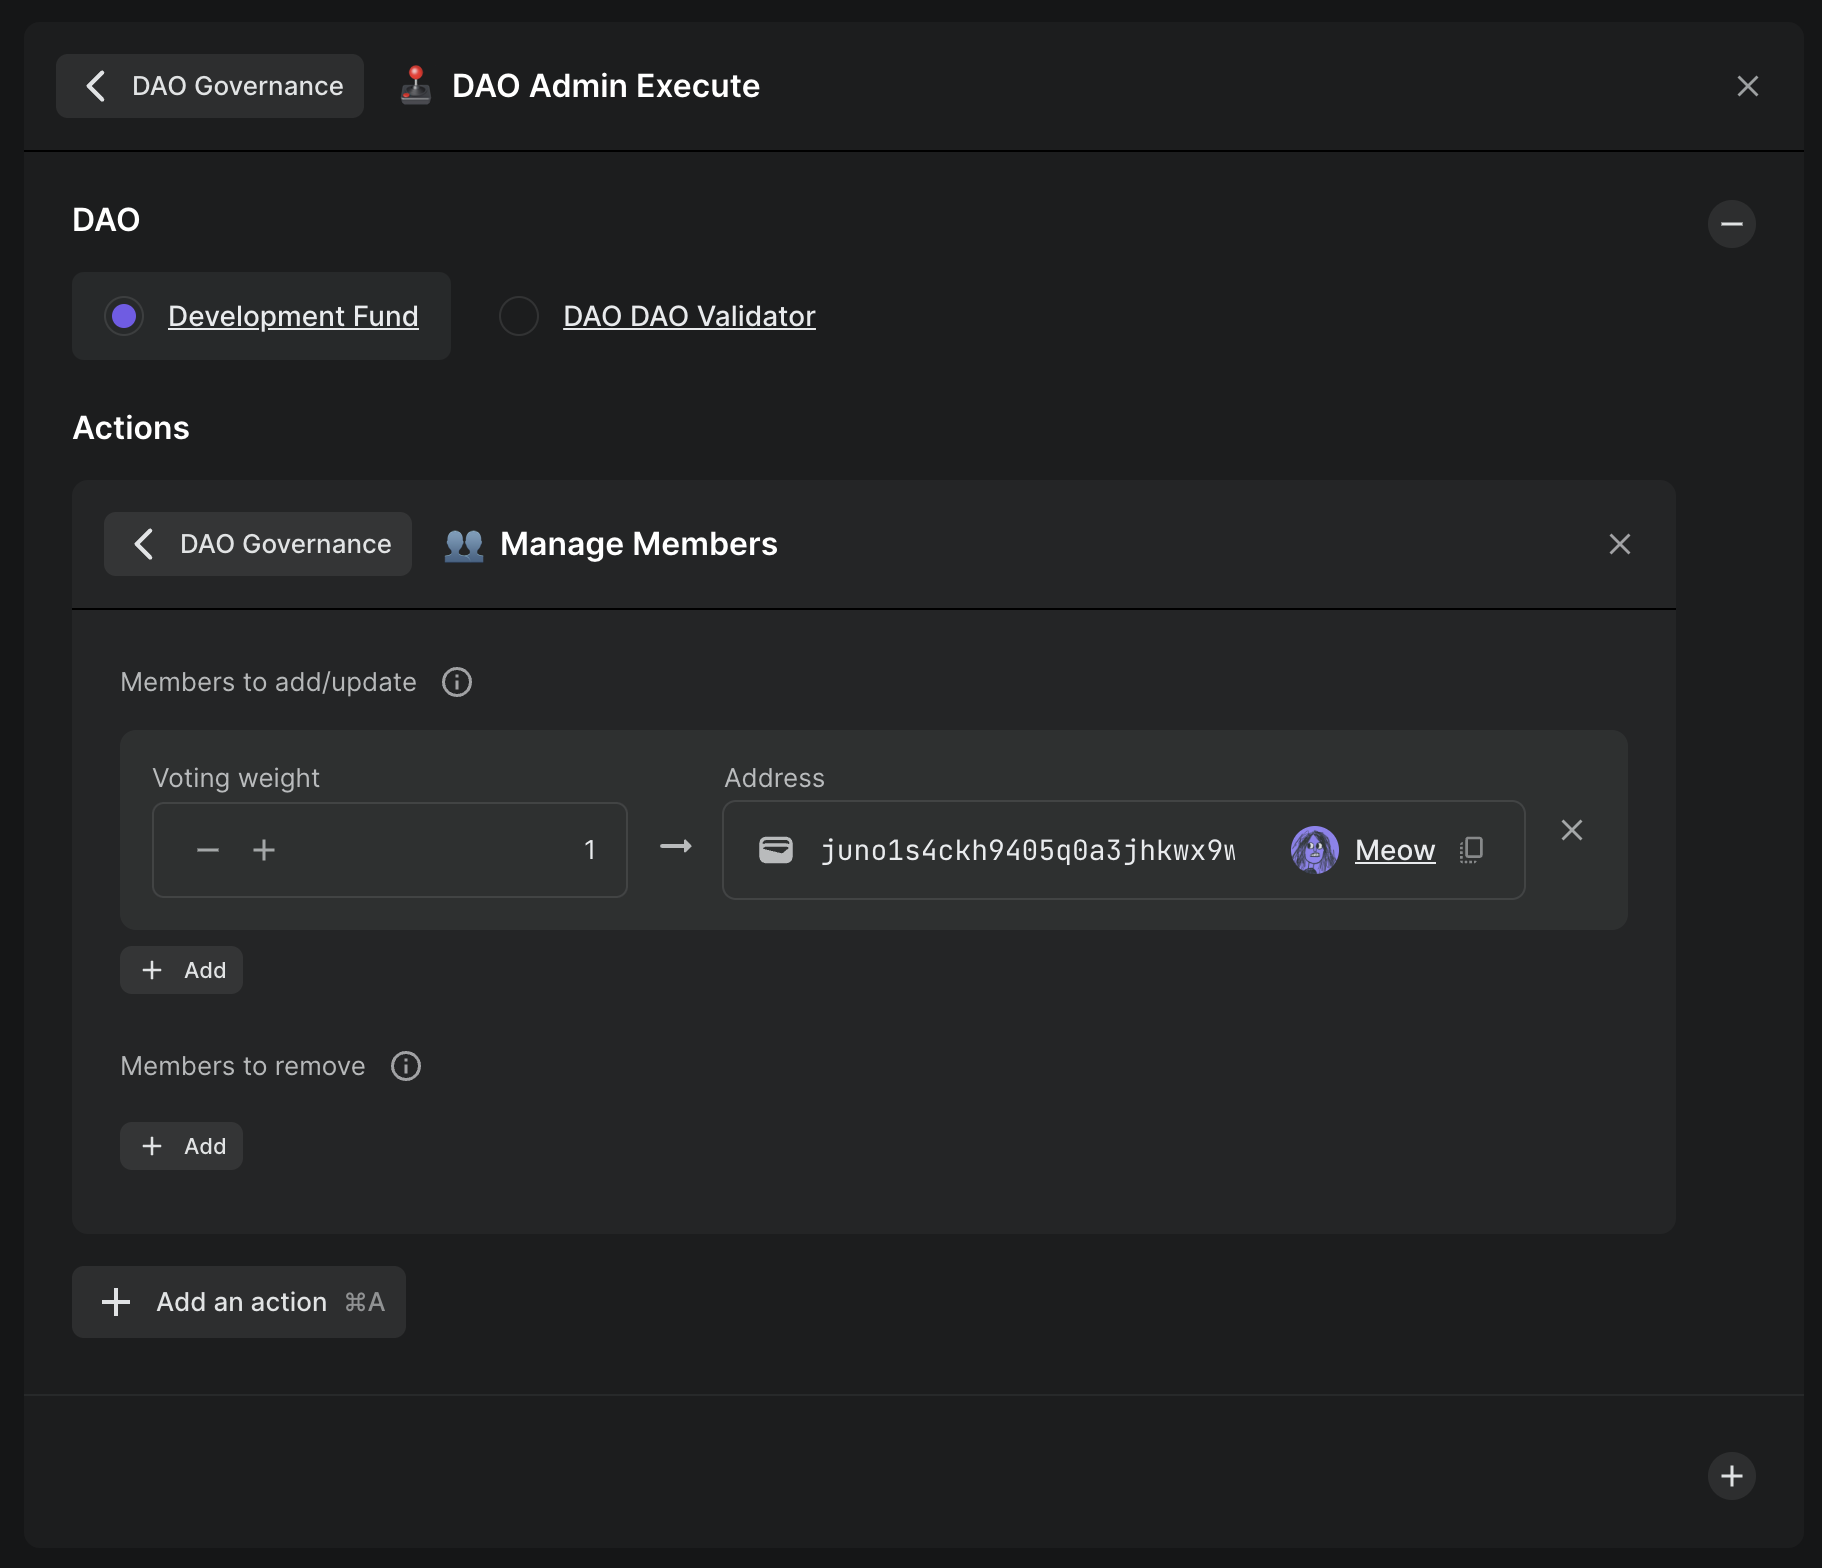 DAO Governance
DAO Admin Execute
DAO
Development Fund
DAO DAO Validator
Actions
DAO Governance
Manage Members
Members to add/update
Voting weight
Address
1
juno1s4ckh9405q0a3jhkwx9w
Meow
Add
Members to remove
Add
Add an action ⌘A